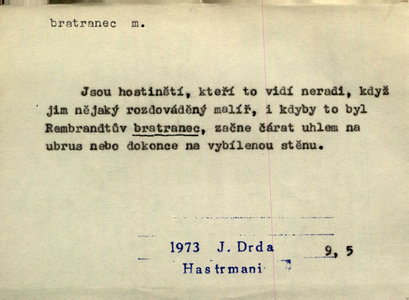 bratranec m.
Jsou hostinští, kteří to vidí neradi, když
jim nějaký rozdováděný malíř, i kdyby to byl
Rembrandtův bratranec, začne čárat uhlem na
ubrus nebo dokonce na vybílenou stěnu.
1973 J. Drda 9, 5
Hastrmani